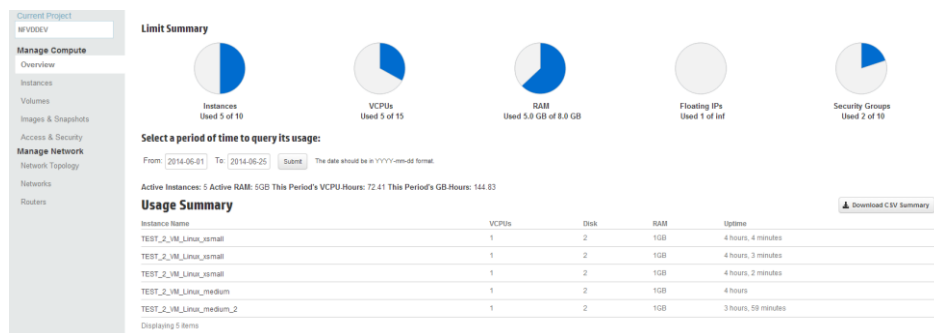 Current Project
NFVDDEV
Manage Compute
Overview
Instances
Volumes
Images & Snapshots
Access & Security
Manage Network
Network Topology
Networks
Routers
Limit Summary
Instances
Used 5 of 10
VCPUs
Used 5 of 15
RAM
Used 5.0 GB of 8.0 GB
Floating IPs
Used 1 of inf
Security Groups
Used 2 of 10
Select a period of time to query its usage:
From: 2014-06-01 To: 2014-06-25 Submit The date should be in YYYY-mm-dd format.
Active Instances: 5 Active RAM: 5GB This Period's VCPU-Hours: 72.41 This Period's GB-Hours: 144.83
Usage Summary
Download CSV Summary
Instance Name VCPUs Disk RAM Uptime
TEST_2_VM_Linux_xsmall 1 2 1GB 4 hours, 4 minutes
TEST_2_VM_Linux_xsmall 1 2 1GB 4 hours, 3 minutes
TEST_2_VM_Linux_xsmall 1 2 1GB 4 hours, 2 minutes
TEST_2_VM_Linux_medium 1 2 1GB 4 hours
TEST_2_VM_Linux_medium_2 1 2 1GB 3 hours, 59 minutes
Displaying 5 items